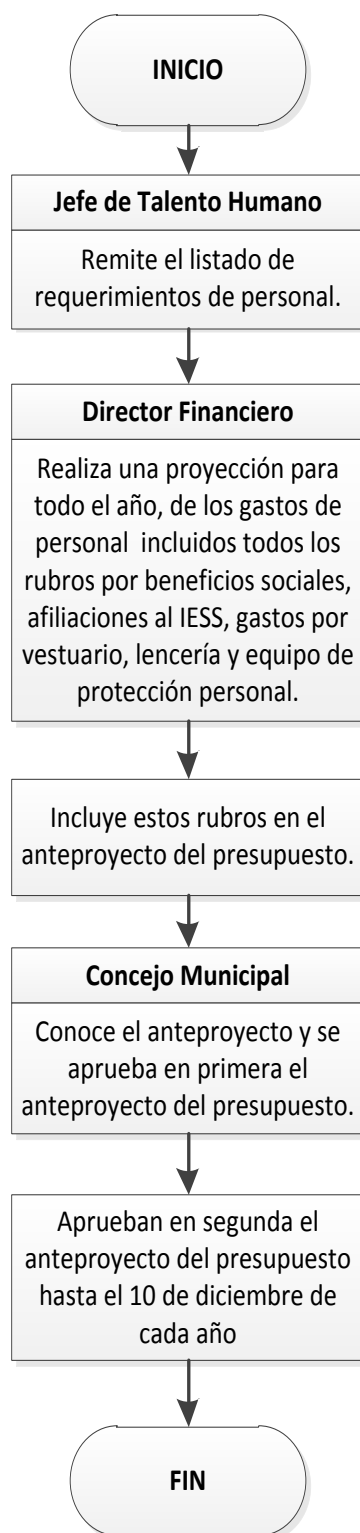 INICIO
Jefe de Talento Humano
Remite el listado de
requerimientos de personal.
Director Financiero
Realiza una proyección para
todo el año, de los gastos de
personal incluidos todos los
rubros por beneficios sociales,
afiliaciones al IESS, gastos por
vestuario, lencería y equipo de
protección personal.
Incluye estos rubros en el
anteproyecto del presupuesto.
Concejo Municipal
Conoce el anteproyecto y se
aprueba en primera el
anteproyecto del presupuesto.
Aprueban en segunda el
anteproyecto del presupuesto
hasta el 10 de diciembre de
cada año
FIN